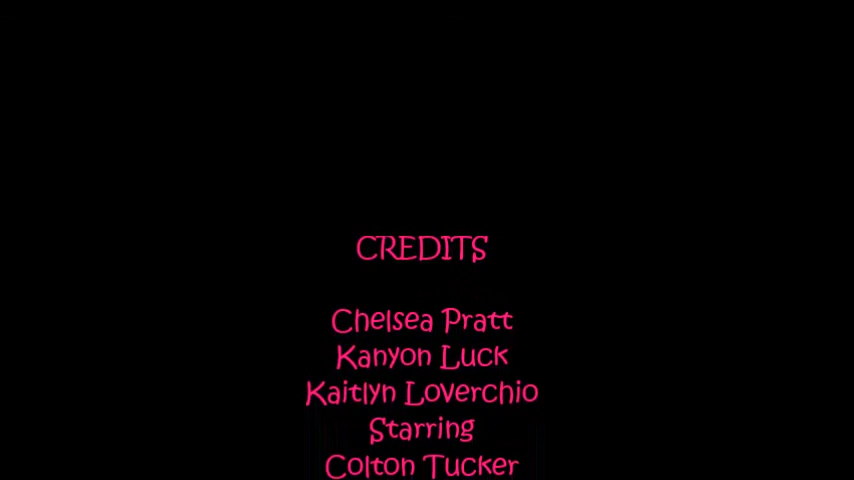 CREDITS
Chelsea Pratt
Kanyon Luck
Kaitlyn Loverchio
Starring
Colton Tucker